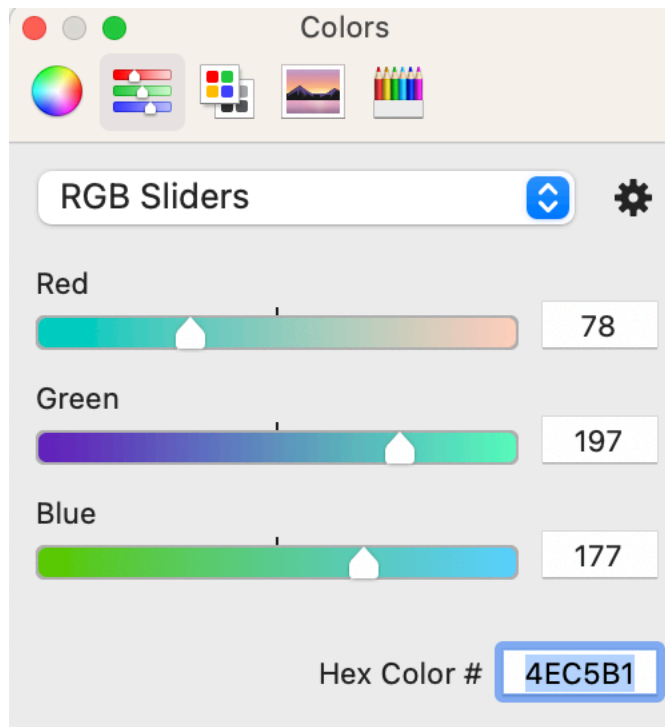 Colors
RGB Sliders
Red
78
Green
197
Blue
177
Hex Color # 4EC5B1